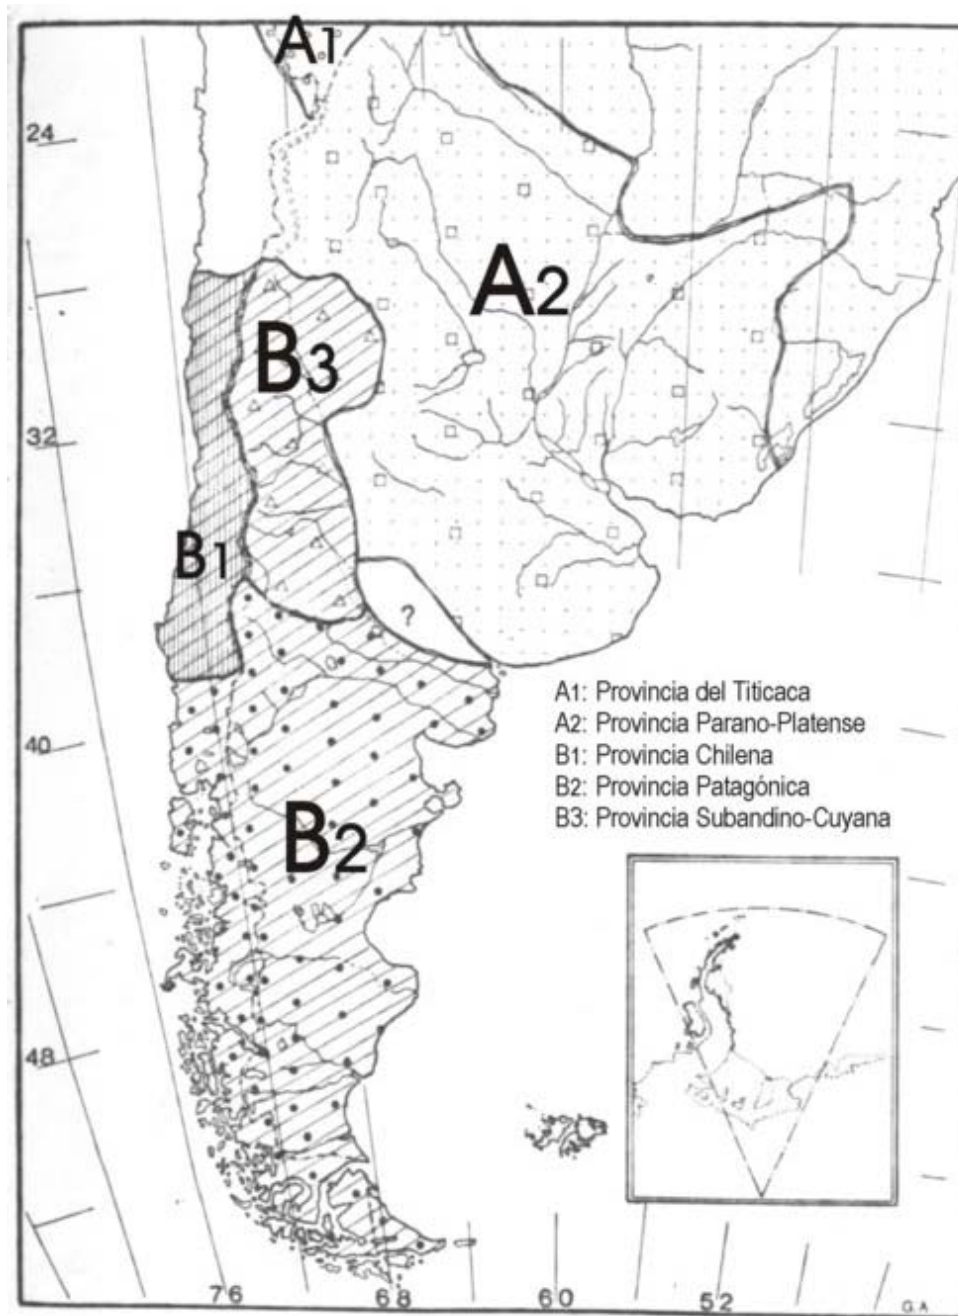 A1
24
A2
B3
32
B1
?
A1: Provincia del Titicaca
A2: Provincia Parano-Platense
B1: Provincia Chilena
B2: Provincia Patagónica
B3: Provincia Subandino-Cuyana
40
B2
48
76
68
60
52
G.A.